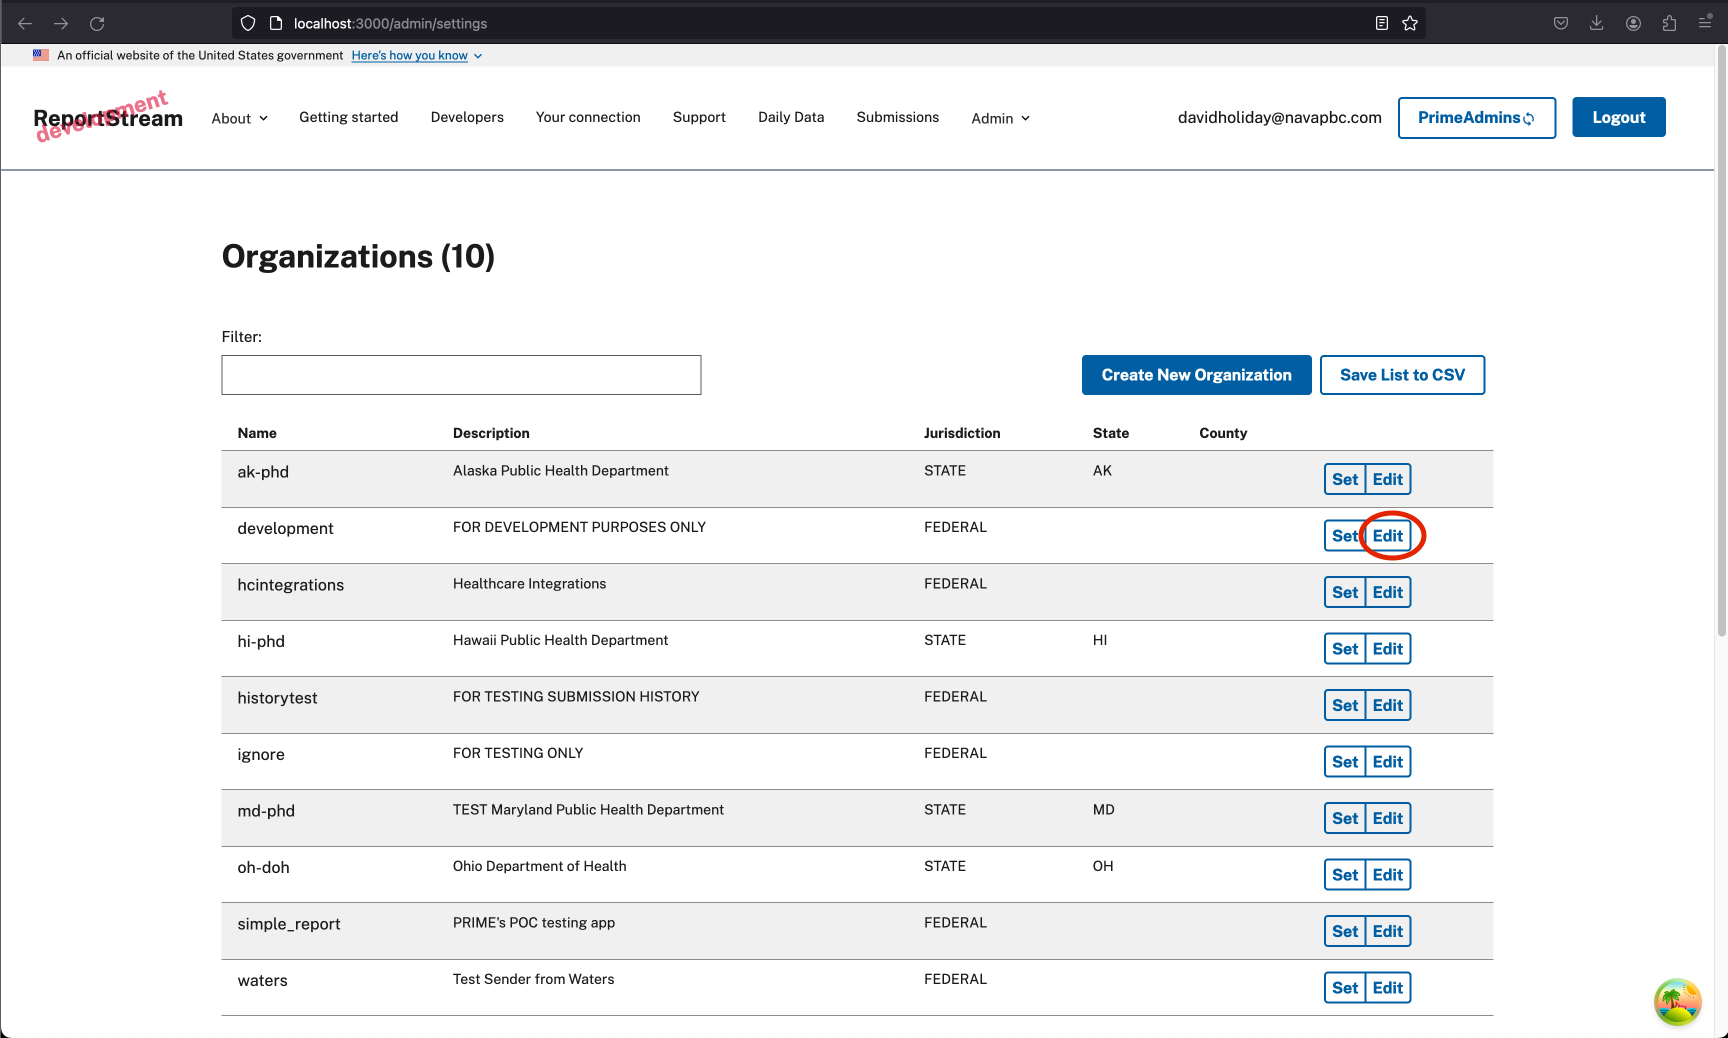 localhost:3000/admin/settings
An official website of the United States government Here's how you know
ReportStream
development
About Getting started Developers Your connection Support Daily Data Submissions Admin davidholiday@navapbc.com PrimeAdmins Logout
Organizations (10)
Filter:
Create New Organization Save List to CSV
Name Description Jurisdiction State County
ak-phd Alaska Public Health Department STATE AK Set Edit
development FOR DEVELOPMENT PURPOSES ONLY FEDERAL Set Edit
hcintegrations Healthcare Integrations FEDERAL Set Edit
hi-phd Hawaii Public Health Department STATE HI Set Edit
historytest FOR TESTING SUBMISSION HISTORY FEDERAL Set Edit
ignore FOR TESTING ONLY FEDERAL Set Edit
md-phd TEST Maryland Public Health Department STATE MD Set Edit
oh-doh Ohio Department of Health STATE OH Set Edit
simple_report PRIME's POC testing app FEDERAL Set Edit
waters Test Sender from Waters FEDERAL Set Edit